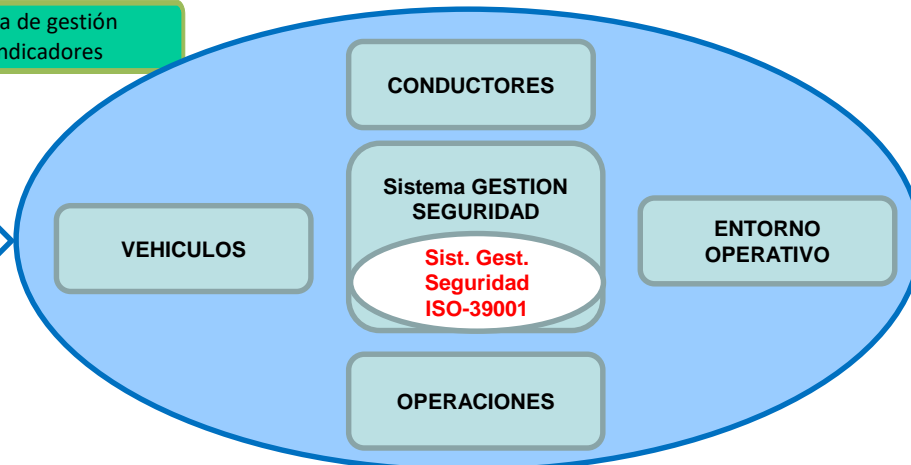 a de gestión
ndicadores
CONDUCTORES
Sistema GESTION
SEGURIDAD
Sist. Gest.
Seguridad
ISO-39001
VEHICULOS
ENTORNO
OPERATIVO
OPERACIONES